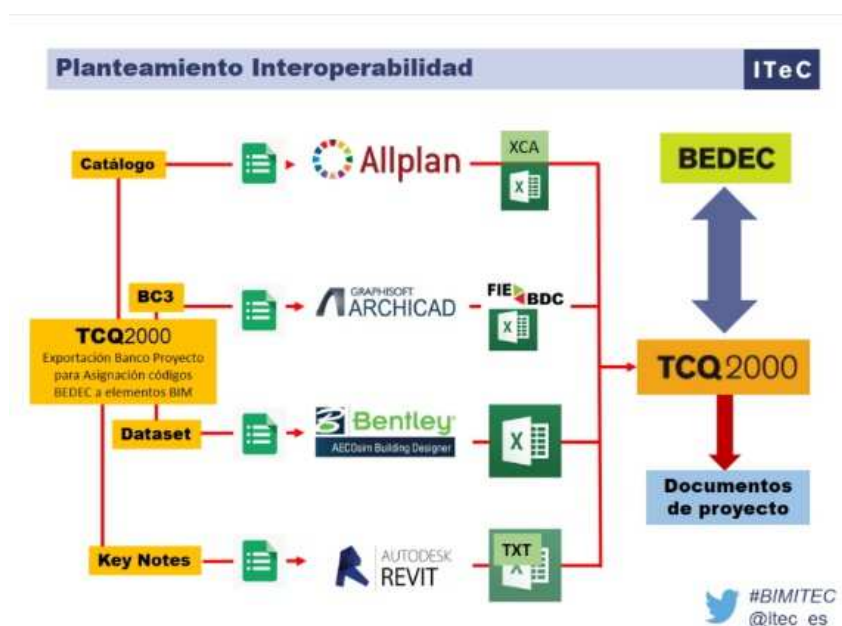 Planteamiento Interoperabilidad
ITeC
Catálogo
Allplan
XCA
X
BEDEC
BC3
GRAPHISOFT
ARCHICAD
FIE BDC
X
TCQ2000
Exportación Banco Proyecto
para Asignación códigos
BEDEC a elementos BIM
TCQ2000
Dataset
Bentley
AECOsim Building Designer
X
Documentos
de proyecto
Key Notes
AUTODESK
REVIT
TXT
X
#BIMITEC
@itec_es